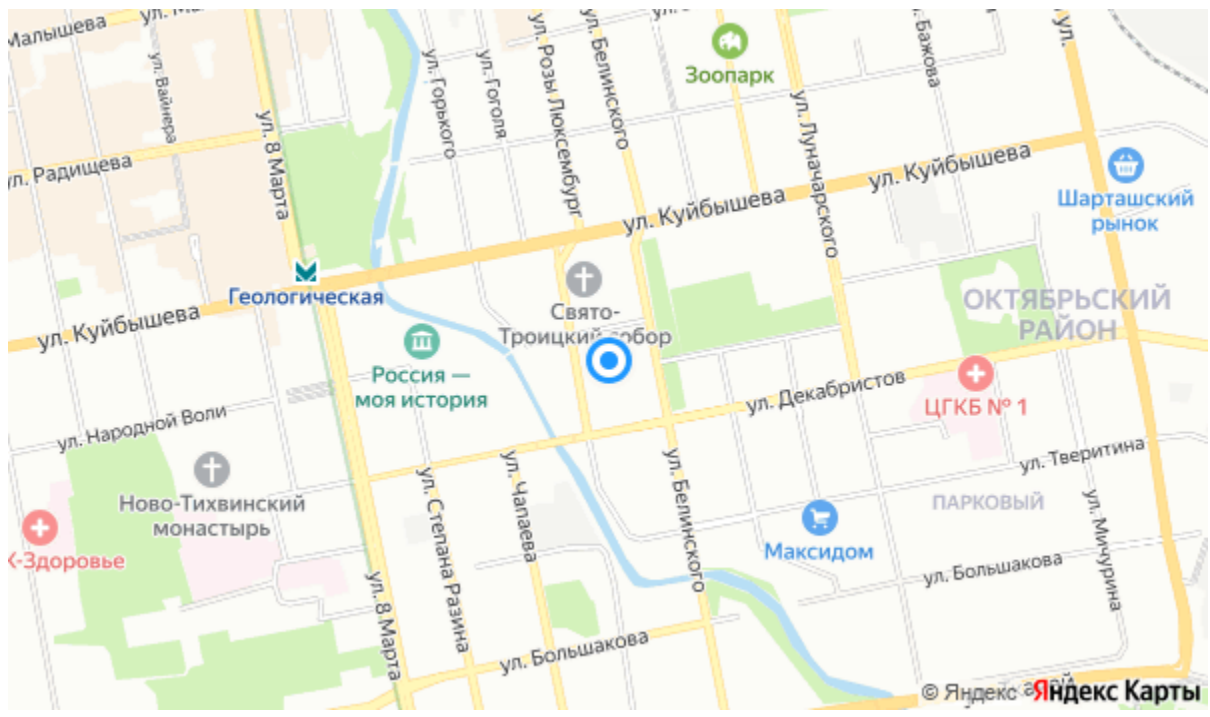 Малышева
ул. Вайнера
ул. 8 Марта
ул. Горького
ул. Гоголя
ул. Розы Люксембург
ул. Белинского
Зоопарк
ул. Луначарского
Бажова
ул.
ул. Радищева
ул. Куйбышева
ул. Куйбышева
Шарташский
рынок
Геологическая
Свято-
Троицкий собор
ОКТЯБРЬСКИЙ
РАЙОН
ул. Куйбышева
Россия —
моя история
ул. Декабристов
ЦГКБ № 1
ул. Народной Воли
Ново-Тихвинский
монастырь
ул. Степана Разина
ул. Чапаева
ул. Белинского
ул. Тверитина
ПАРКОВЫЙ
Максидом
К-Здоровье
ул. 8 Марта
ул. Большакова
ул. Мичурина
ул. Большакова
© Яндекс Яндекс Карты